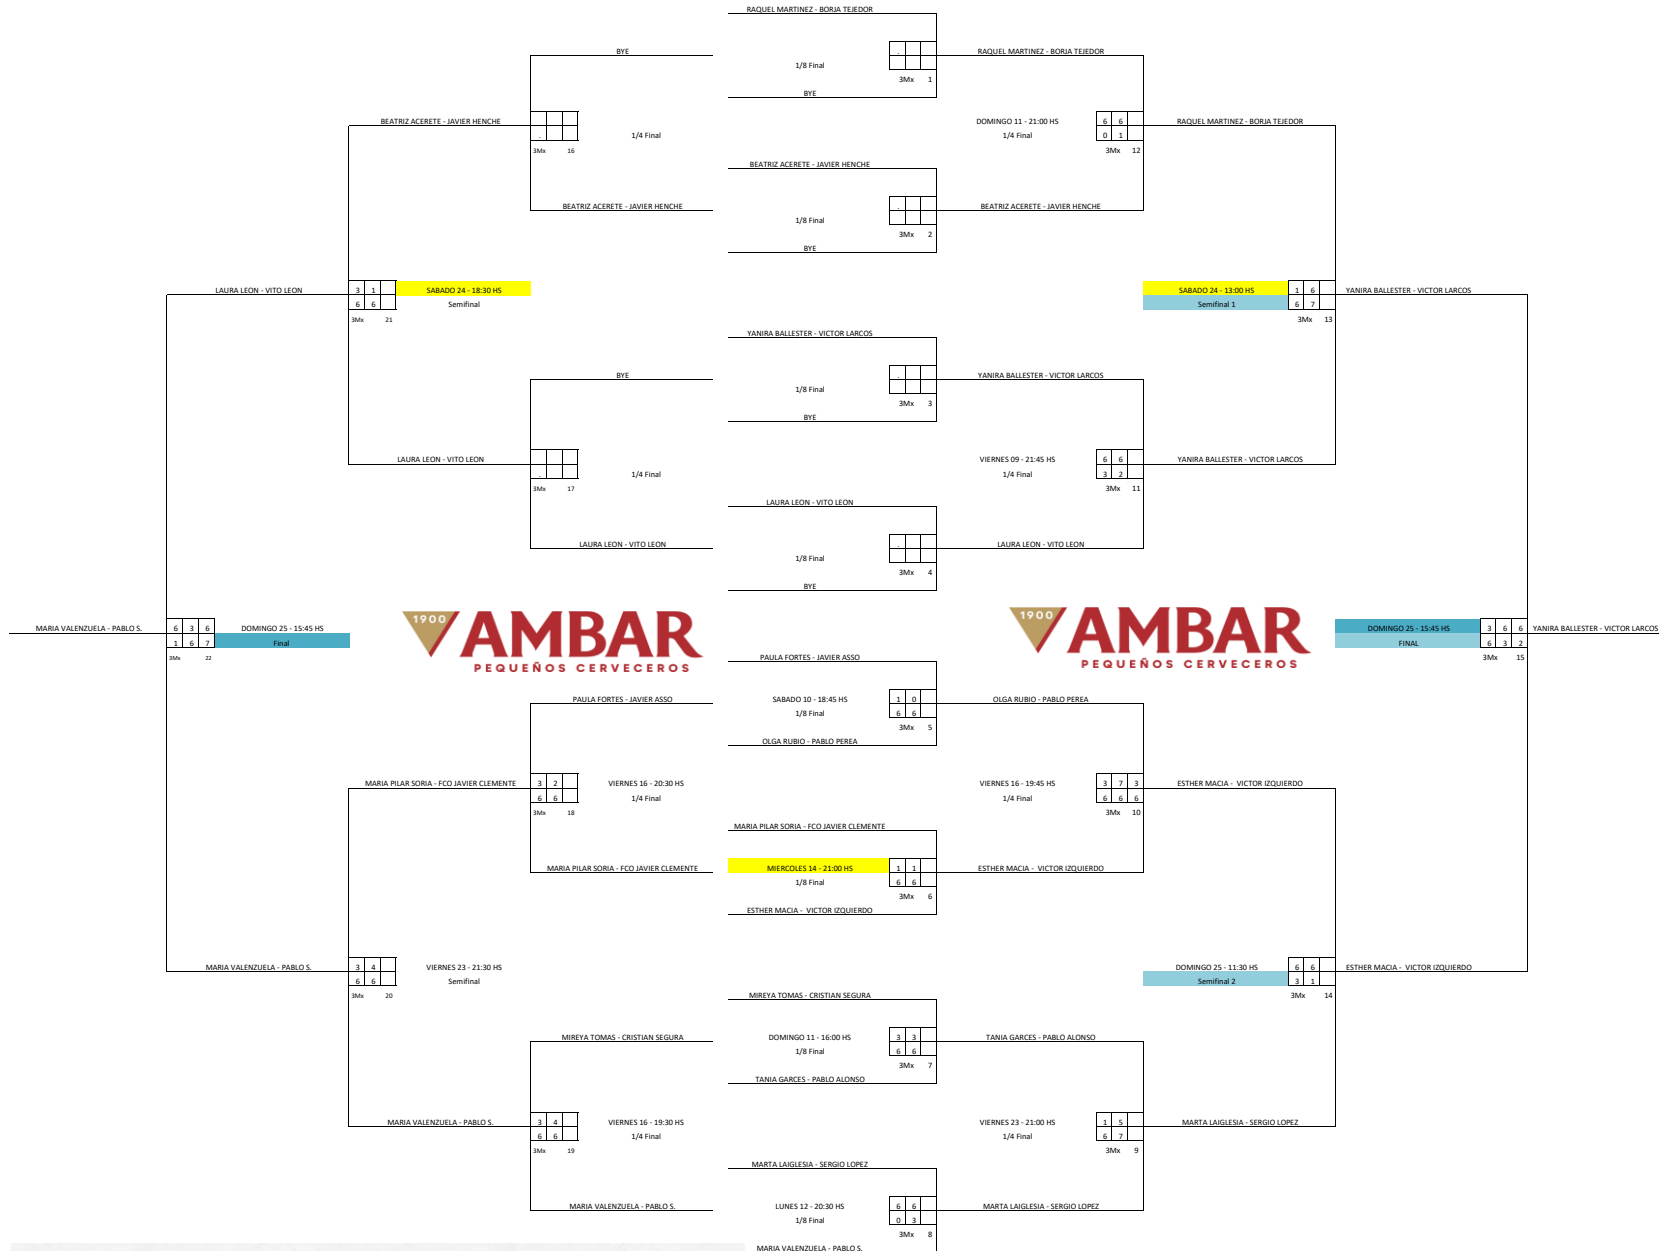 RAQUEL MARTINEZ - BORJA TEJEDOR
BYE
.
RAQUEL MARTINEZ - BORJA TEJEDOR
1/8 Final
3Mx 1
BYE
BEATRIZ ACERETE - JAVIER HENCHE
DOMINGO 11 - 21:00 HS
6 6
RAQUEL MARTINEZ - BORJA TEJEDOR
.
1/4 Final
1/4 Final
0 1
3Mx 16
3Mx 12
BEATRIZ ACERETE - JAVIER HENCHE
BEATRIZ ACERETE - JAVIER HENCHE
.
BEATRIZ ACERETE - JAVIER HENCHE
1/8 Final
3Mx 2
BYE
LAURA LEON - VITO LEON
3 1
SABADO 24 - 18:30 HS
SABADO 24 - 13:00 HS
1 6
YANIRA BALLESTER - VICTOR LARCOS
6 6
Semifinal
Semifinal 1
6 7
3Mx 21
3Mx 13
YANIRA BALLESTER - VICTOR LARCOS
BYE
.
YANIRA BALLESTER - VICTOR LARCOS
1/8 Final
3Mx 3
BYE
LAURA LEON - VITO LEON
VIERNES 09 - 21:45 HS
6 6
YANIRA BALLESTER - VICTOR LARCOS
.
1/4 Final
1/4 Final
3 2
3Mx 17
3Mx 11
LAURA LEON - VITO LEON
LAURA LEON - VITO LEON
.
LAURA LEON - VITO LEON
1/8 Final
3Mx 4
BYE
1900 AMBAR
PEQUEÑOS CERVECEROS
1900 AMBAR
PEQUEÑOS CERVECEROS
MARIA VALENZUELA - PABLO S.
6 3 6
DOMINGO 25 - 15:45 HS
DOMINGO 25 - 15:45 HS
3 6 6
YANIRA BALLESTER - VICTOR LARCOS
1 6 7
Final
FINAL
6 3 2
3Mx 22
3Mx 15
PAULA FORTES - JAVIER ASSO
PAULA FORTES - JAVIER ASSO
SABADO 10 - 18:45 HS
1 0
OLGA RUBIO - PABLO PEREA
1/8 Final
6 6
3Mx 5
OLGA RUBIO - PABLO PEREA
MARIA PILAR SORIA - FCO JAVIER CLEMENTE
3 2
VIERNES 16 - 20:30 HS
VIERNES 16 - 19:45 HS
3 7 3
ESTHER MACIA - VICTOR IZQUIERDO
6 6
1/4 Final
1/4 Final
6 6 6
3Mx 18
3Mx 10
MARIA PILAR SORIA - FCO JAVIER CLEMENTE
MARIA PILAR SORIA - FCO JAVIER CLEMENTE
MIERCOLES 14 - 21:00 HS
1 1
ESTHER MACIA - VICTOR IZQUIERDO
1/8 Final
6 6
3Mx 6
ESTHER MACIA - VICTOR IZQUIERDO
MARIA VALENZUELA - PABLO S.
3 4
VIERNES 23 - 21:30 HS
DOMINGO 25 - 11:30 HS
6 6
ESTHER MACIA - VICTOR IZQUIERDO
6 6
Semifinal
Semifinal 2
3 1
3Mx 20
3Mx 14
MIREYA TOMAS - CRISTIAN SEGURA
MIREYA TOMAS - CRISTIAN SEGURA
DOMINGO 11 - 16:00 HS
3 3
TANIA GARCES - PABLO ALONSO
1/8 Final
6 6
3Mx 7
TANIA GARCES - PABLO ALONSO
MARIA VALENZUELA - PABLO S.
3 4
VIERNES 16 - 19:30 HS
VIERNES 23 - 21:00 HS
1 5
MARTA LAIGLESIA - SERGIO LOPEZ
6 6
1/4 Final
1/4 Final
6 7
3Mx 19
3Mx 9
MARTA LAIGLESIA - SERGIO LOPEZ
MARIA VALENZUELA - PABLO S.
LUNES 12 - 20:30 HS
6 6
MARTA LAIGLESIA - SERGIO LOPEZ
1/8 Final
0 3
3Mx 8
MARIA VALENZUELA - PABLO S.